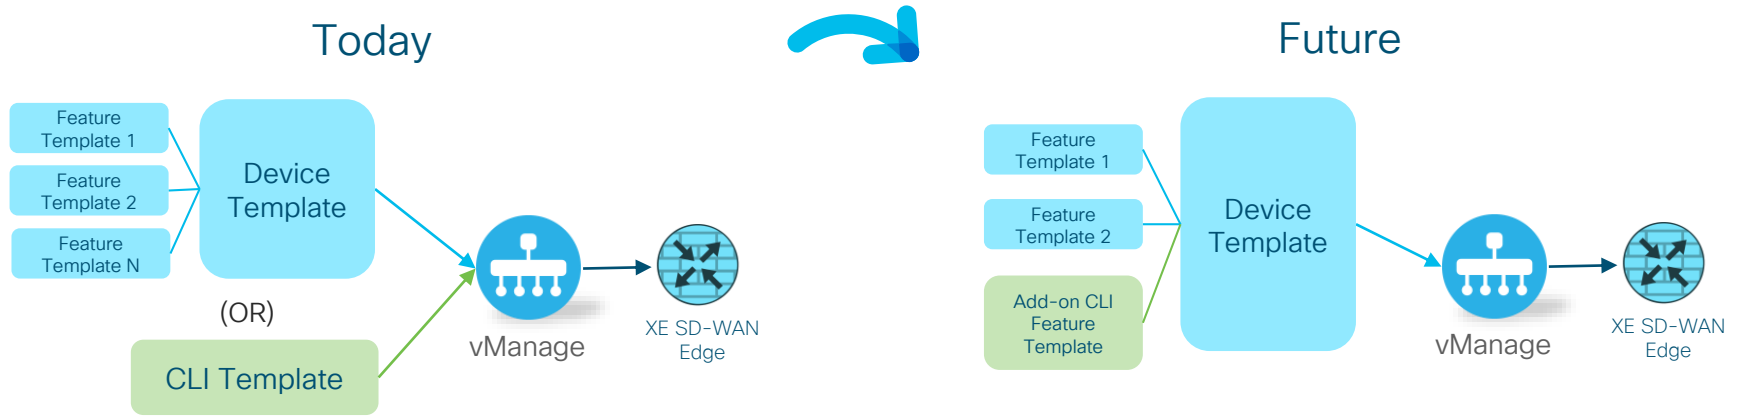 Today
Feature
Template 1
Feature
Template 2
Feature
Template N
Device
Template
(OR)
CLI Template
vManage
XE SD-WAN
Edge
Future
Feature
Template 1
Feature
Template 2
Add-on CLI
Feature
Template
Device
Template
vManage
XE SD-WAN
Edge